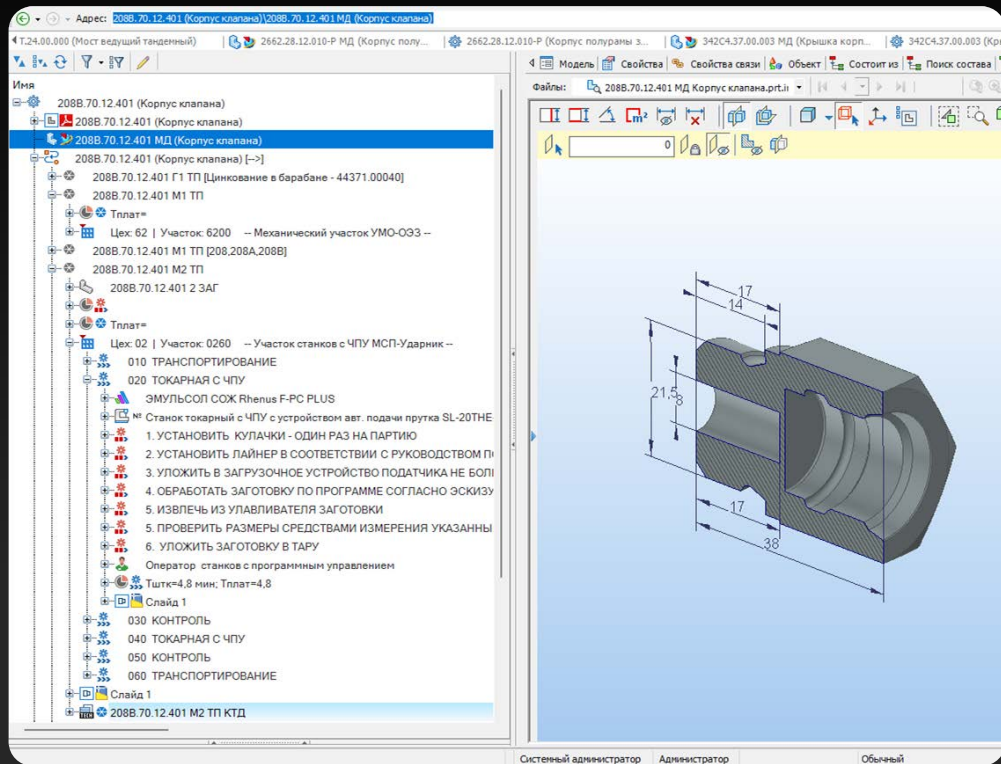 Адрес: 208В.70.12.401 (Корпус клапана)\208В.70.12.401 МД (Корпус клапана)
Т.24.00.000 (Мост ведущий тандемный) 2662.28.12.010-Р МД (Корпус полу... 2662.28.12.010-Р (Корпус полурамы з... 342С4.37.00.003 МД (Крышка корп... 342С4.37.00.003 (Кр
Модель Свойства Свойства связи Объект Состоит из Поиск состава
Имя
Файлы: 208В.70.12.401 МД Корпус клапана.prt.ir
208В.70.12.401 (Корпус клапана)
208В.70.12.401 (Корпус клапана)
208В.70.12.401 МД (Корпус клапана)
0
208В.70.12.401 (Корпус клапана) [-->]
208В.70.12.401 Г1 ТП [Цинкование в барабане - 44371.00040]
208В.70.12.401 М1 ТП
Тплат=
Цех: 62 | Участок: 6200 -- Механический участок УМО-ОЭЗ --
208В.70.12.401 М1 ТП [208,208А,208В]
208В.70.12.401 М2 ТП
208В.70.12.401 2 ЗАГ
Тплат=
Цех: 02 | Участок: 0260 -- Участок станков с ЧПУ МСП-Ударник --
010 ТРАНСПОРТИРОВАНИЕ
020 ТОКАРНАЯ С ЧПУ
ЭМУЛЬСОЛ СОЖ Rhenus F-PC PLUS
№ Станок токарный с ЧПУ с устройством авт. подачи прутка SL-20THE-
1. УСТАНОВИТЬ КУЛАЧКИ - ОДИН РАЗ НА ПАРТИЮ
2. УСТАНОВИТЬ ЛАЙНЕР В СООТВЕТСТВИИ С РУКОВОДСТВОМ П
3. УЛОЖИТЬ В ЗАГРУЗОЧНОЕ УСТРОЙСТВО ПОДАТЧИКА НЕ БОЛ
4. ОБРАБОТАТЬ ЗАГОТОВКУ ПО ПРОГРАММЕ СОГЛАСНО ЭСКИЗУ
5. ИЗВЛЕЧЬ ИЗ УЛАВЛИВАТЕЛЯ ЗАГОТОВКИ
5. ПРОВЕРИТЬ РАЗМЕРЫ СРЕДСТВАМИ ИЗМЕРЕНИЯ УКАЗАННЫ
6. УЛОЖИТЬ ЗАГОТОВКУ В ТАРУ
Оператор станков с программным управлением
Тштк=4,8 мин; Тплат=4,8
Слайд 1
030 КОНТРОЛЬ
040 ТОКАРНАЯ С ЧПУ
050 КОНТРОЛЬ
060 ТРАНСПОРТИРОВАНИЕ
Слайд 1
208В.70.12.401 М2 ТП КТД
17
14
21,5
8
17
38
Системный администратор Администратор Обычный